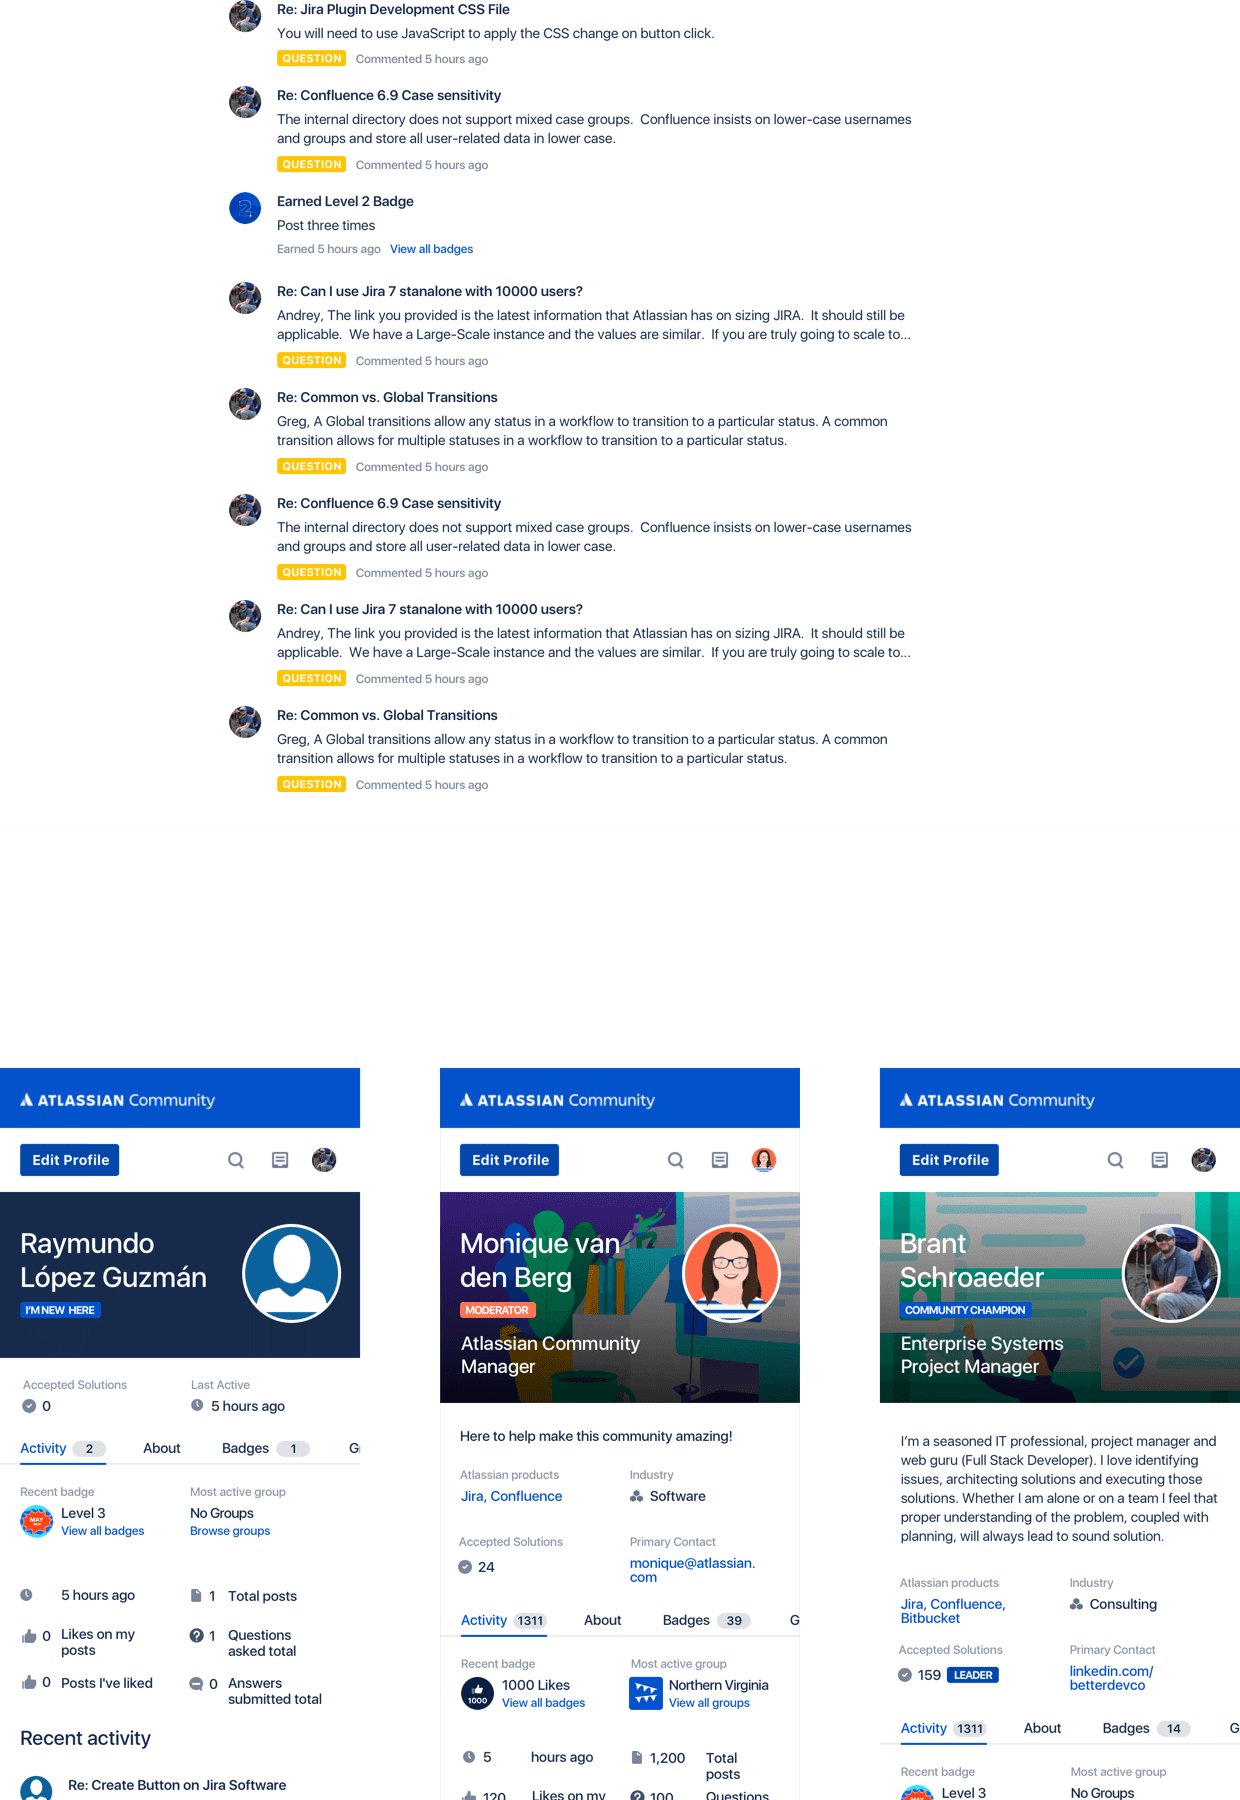 Re: Jira Plugin Development CSS File
You will need to use JavaScript to apply the CSS change on button click.
QUESTION Commented 5 hours ago
Re: Confluence 6.9 Case sensitivity
The internal directory does not support mixed case groups. Confluence insists on lower-case usernames
and groups and store all user-related data in lower case.
QUESTION Commented 5 hours ago
2
Earned Level 2 Badge
Post three times
Earned 5 hours ago View all badges
Re: Can I use Jira 7 stanalone with 10000 users?
Andrey, The link you provided is the latest information that Atlassian has on sizing JIRA. It should still be
applicable. We have a Large-Scale instance and the values are similar. If you are truly going to scale to...
QUESTION Commented 5 hours ago
Re: Common vs. Global Transitions
Greg, A Global transitions allow any status in a workflow to transition to a particular status. A common
transition allows for multiple statuses in a workflow to transition to a particular status.
QUESTION Commented 5 hours ago
Re: Confluence 6.9 Case sensitivity
The internal directory does not support mixed case groups. Confluence insists on lower-case usernames
and groups and store all user-related data in lower case.
QUESTION Commented 5 hours ago
Re: Can I use Jira 7 stanalone with 10000 users?
Andrey, The link you provided is the latest information that Atlassian has on sizing JIRA. It should still be
applicable. We have a Large-Scale instance and the values are similar. If you are truly going to scale to...
QUESTION Commented 5 hours ago
Re: Common vs. Global Transitions
Greg, A Global transitions allow any status in a workflow to transition to a particular status. A common
transition allows for multiple statuses in a workflow to transition to a particular status.
QUESTION Commented 5 hours ago
ATLASSIAN Community
Edit Profile
Raymundo
López Guzmán
I'M NEW HERE
Accepted Solutions Last Active
0 5 hours ago
Activity 2 About Badges 1 G
Recent badge Most active group
MAY
Level 3 No Groups
View all badges Browse groups
5 hours ago 1 Total posts
0 Likes on my
posts
1 Questions
asked total
0 Posts I've liked
0 Answers
submitted total
Recent activity
Re: Create Button on Jira Software
ATLASSIAN Community
Edit Profile
Monique van
den Berg
MODERATOR
Atlassian Community
Manager
Here to help make this community amazing!
Atlassian products Industry
Jira, Confluence Software
Accepted Solutions Primary Contact
24 monique@atlassian.
com
Activity 1311 About Badges 39 G
Recent badge Most active group
1000
1000 Likes Northern Virginia
View all badges View all groups
5 hours ago 1,200 Total
posts
120 Likes on my 100 Questions
ATLASSIAN Community
Edit Profile
Brant
Schroaeder
COMMUNITY CHAMPION
Enterprise Systems
Project Manager
I'm a seasoned IT professional, project manager and
web guru (Full Stack Developer). I love identifying
issues, architecting solutions and executing those
solutions. Whether I am alone or on a team I feel that
proper understanding of the problem, coupled with
planning, will always lead to sound solution.
Atlassian products Industry
Jira, Confluence, Consulting
Bitbucket
Accepted Solutions Primary Contact
159 LEADER linkedin.com/
betterdevco
Activity 1311 About Badges 14 G
Recent badge Most active group
MAY
Level 3 No Groups